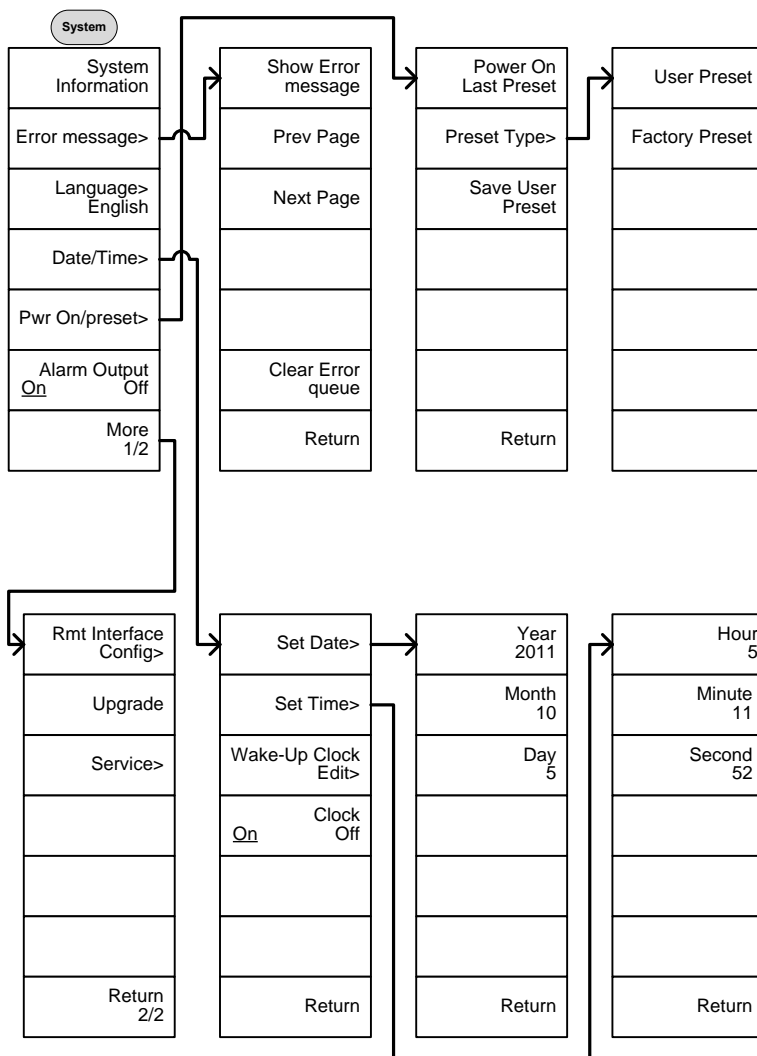 System
System
Information
Error message>
Language>
English
Date/Time>
Pwr On/preset>
Alarm Output
On Off
More
1/2
Show Error
message
Prev Page
Next Page
Clear Error
queue
Return
Power On
Last Preset
Preset Type>
Save User
Preset
Return
User Preset
Factory Preset
Rmt Interface
Config>
Upgrade
Service>
Return
2/2
Set Date>
Set Time>
Wake-Up Clock
Edit>
Clock
On Off
Return
Year
2011
Month
10
Day
5
Return
Hour
5
Minute
11
Second
52
Return